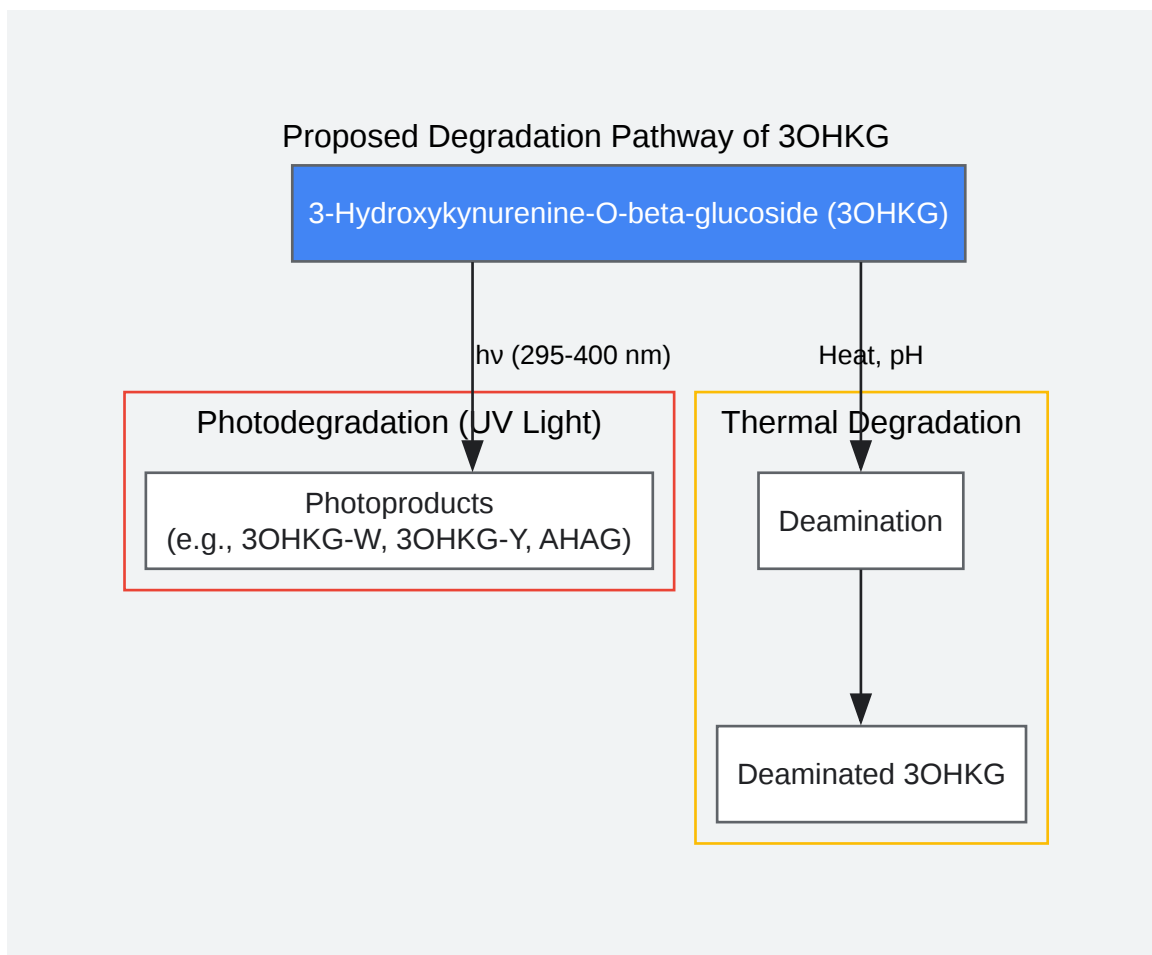 Proposed Degradation Pathway of 3OHKG
3-Hydroxykynurenine-O-beta-glucoside (3OHKG)
hν (295-400 nm)
Heat, pH
Photodegradation (UV Light)
Thermal Degradation
Photoproducts
(e.g., 3OHKG-W, 3OHKG-Y, AHAG)
Deamination
Deaminated 3OHKG